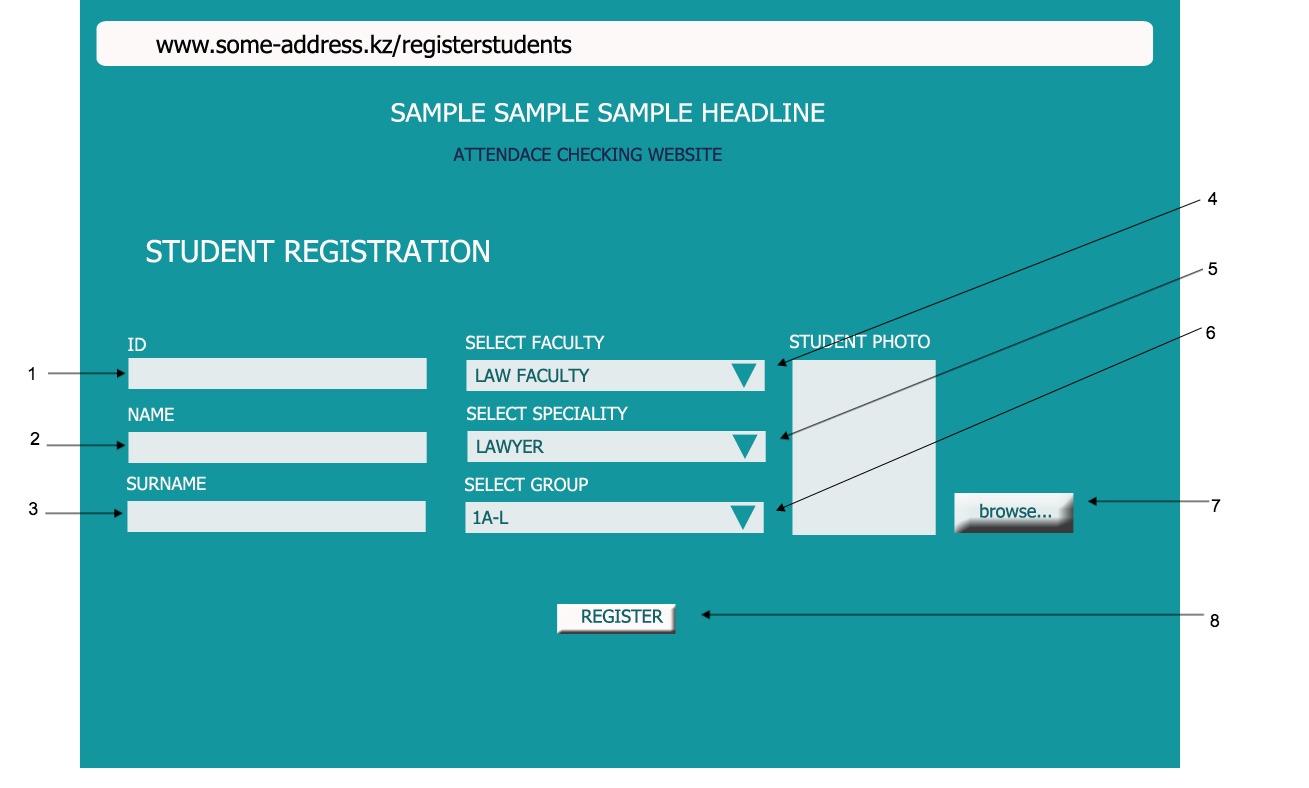 www.some-address.kz/registerstudents
SAMPLE SAMPLE SAMPLE HEADLINE
ATTENDACE CHECKING WEBSITE
STUDENT REGISTRATION
ID
1
NAME
2
SURNAME
3
SELECT FACULTY
LAW FACULTY
SELECT SPECIALITY
LAWYER
SELECT GROUP
1A-L
STUDENT PHOTO
browse...
4
5
6
7
REGISTER
8